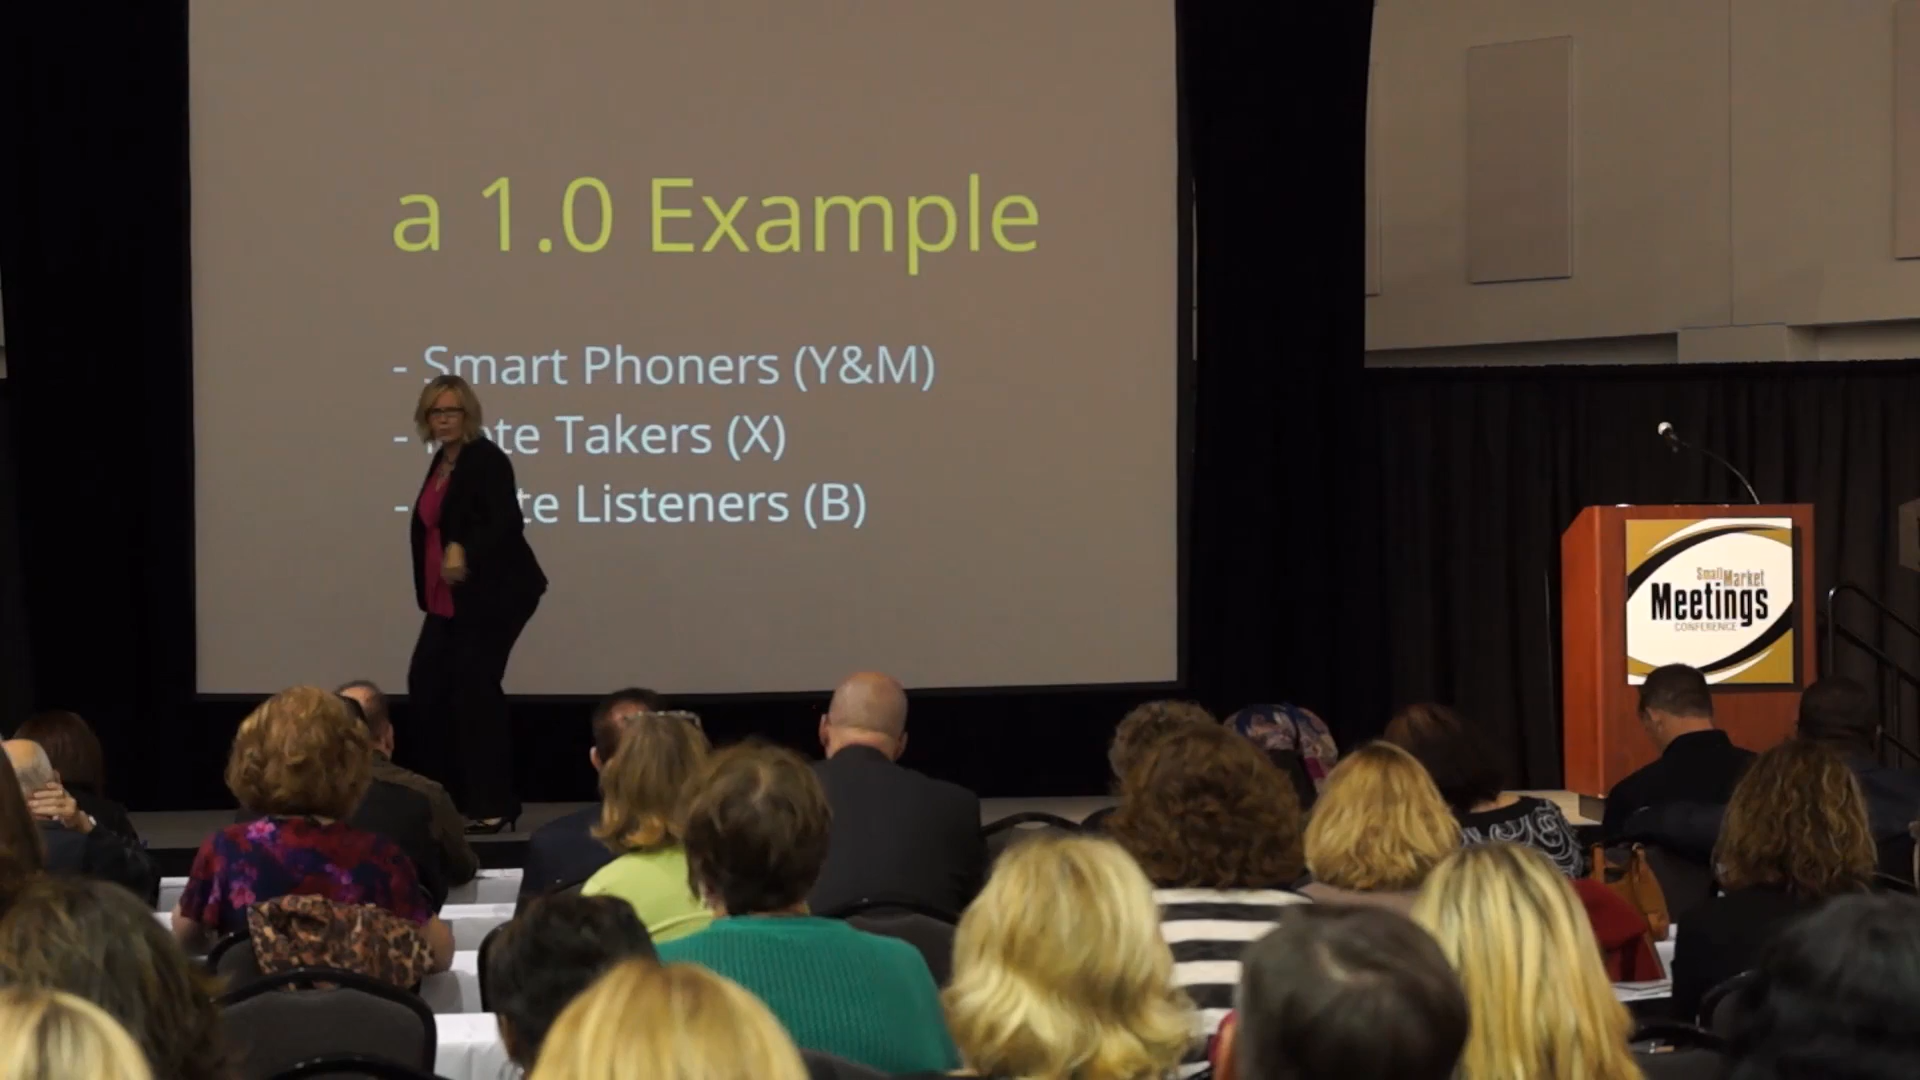 a 1.0 Example
- Smart Phoners (Y&M)
- Takers (X)
- Listeners (B)
Small Market
Meetings
CONFERENCE